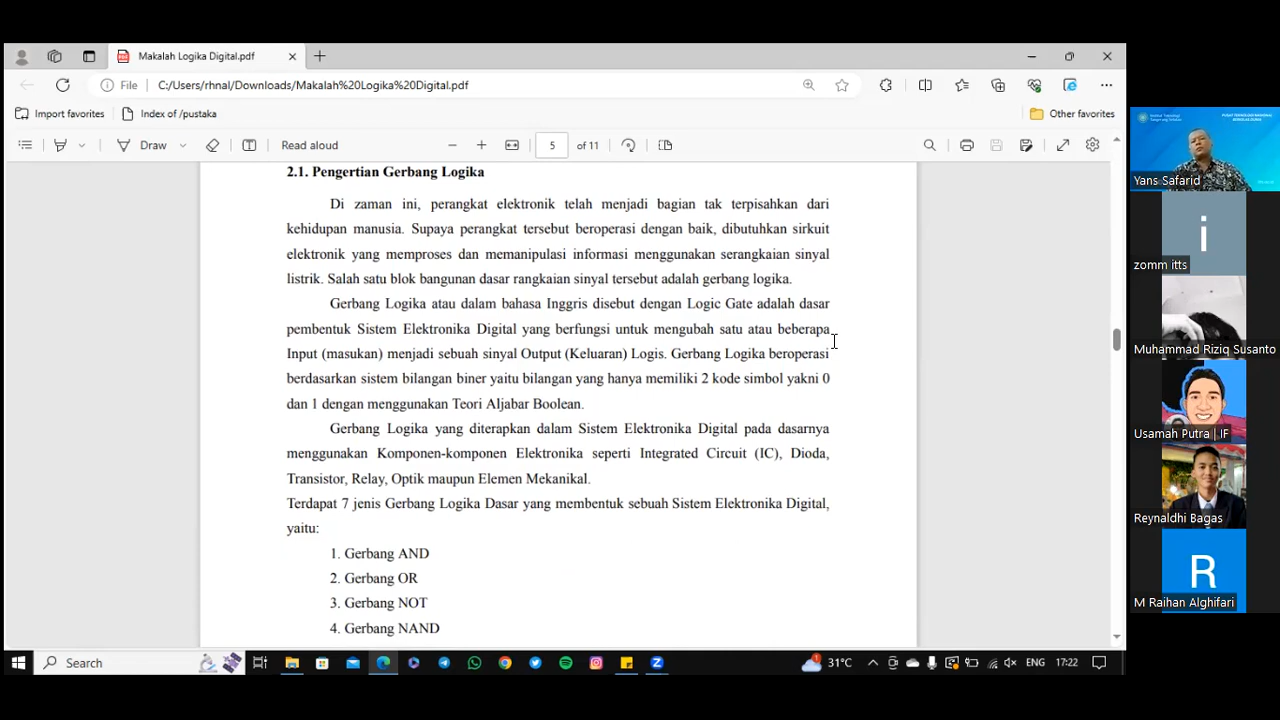 Makalah Logika Digital.pdf
File C:/Users/rhnal/Downloads/Makalah%20Logika%20Digital.pdf
Import favorites Index of /pustaka Other favorites
Draw Read aloud 5 of 11
2.1. Pengertian Gerbang Logika
Di zaman ini, perangkat elektronik telah menjadi bagian tak terpisahkan dari
kehidupan manusia. Supaya perangkat tersebut beroperasi dengan baik, dibutuhkan sirkuit
elektronik yang memproses dan memanipulasi informasi menggunakan serangkaian sinyal
listrik. Salah satu blok bangunan dasar rangkaian sinyal tersebut adalah gerbang logika.
Gerbang Logika atau dalam bahasa Inggris disebut dengan Logic Gate adalah dasar
pembentuk Sistem Elektronika Digital yang berfungsi untuk mengubah satu atau beberapa
Input (masukan) menjadi sebuah sinyal Output (Keluaran) Logis. Gerbang Logika beroperasi
berdasarkan sistem bilangan biner yaitu bilangan yang hanya memiliki 2 kode simbol yakni 0
dan 1 dengan menggunakan Teori Aljabar Boolean.
Gerbang Logika yang diterapkan dalam Sistem Elektronika Digital pada dasarnya
menggunakan Komponen-komponen Elektronika seperti Integrated Circuit (IC), Dioda,
Transistor, Relay, Optik maupun Elemen Mekanikal.
Terdapat 7 jenis Gerbang Logika Dasar yang membentuk sebuah Sistem Elektronika Digital,
yaitu:
1. Gerbang AND
2. Gerbang OR
3. Gerbang NOT
4. Gerbang NAND
Search 31°C ENG 17:22
Yans Safarid
i
zomm itts
Muhammad Riziq Susanto
Usamah Putra | IF
Reynaldhi Bagas
R
M Raihan Alghifari